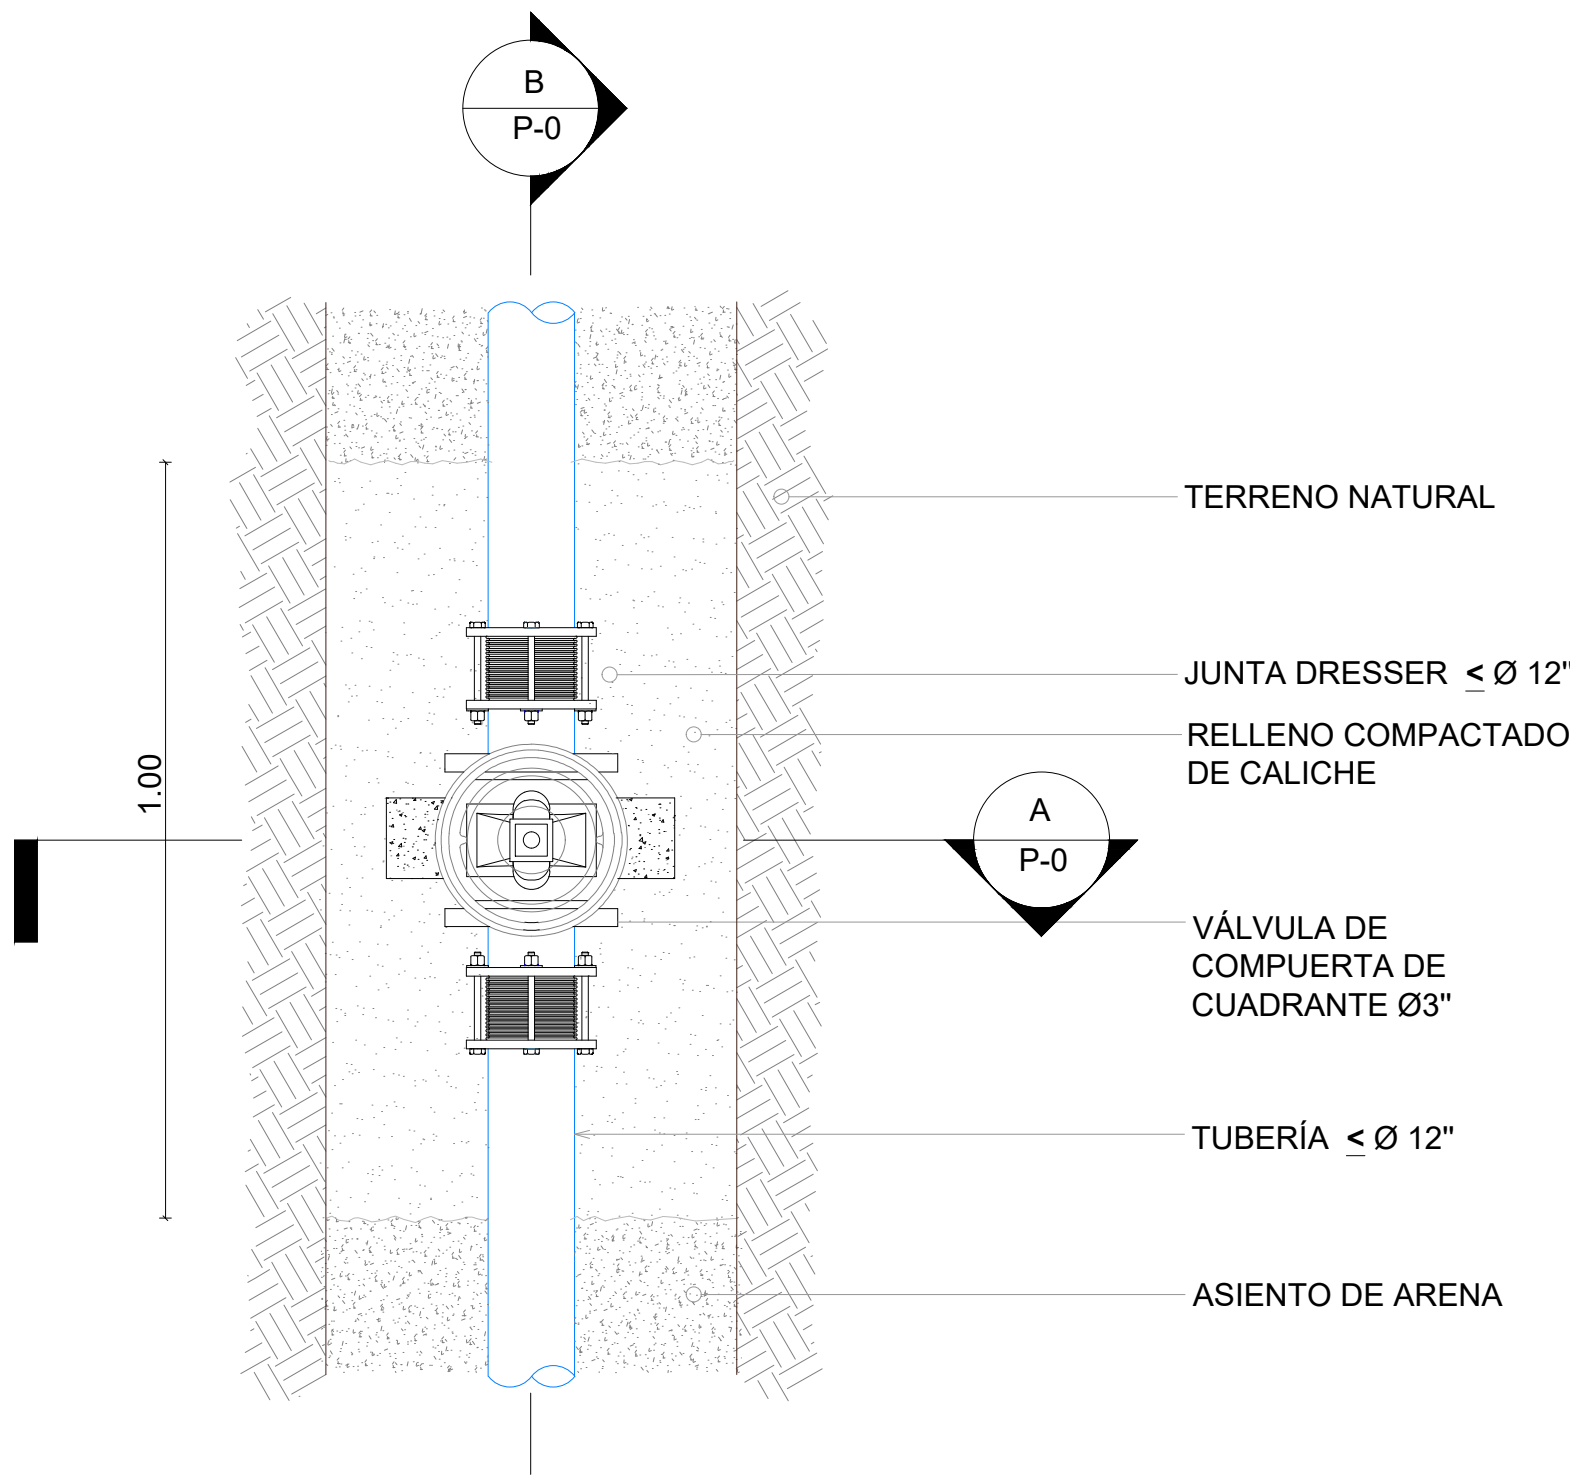 B
P-0
TERRENO NATURAL
JUNTA DRESSER ≤ Ø 12"
RELLENO COMPACTADO
DE CALICHE
1.00
A
P-0
VÁLVULA DE
COMPUERTA DE
CUADRANTE Ø3"
TUBERÍA ≤ Ø 12"
ASIENTO DE ARENA